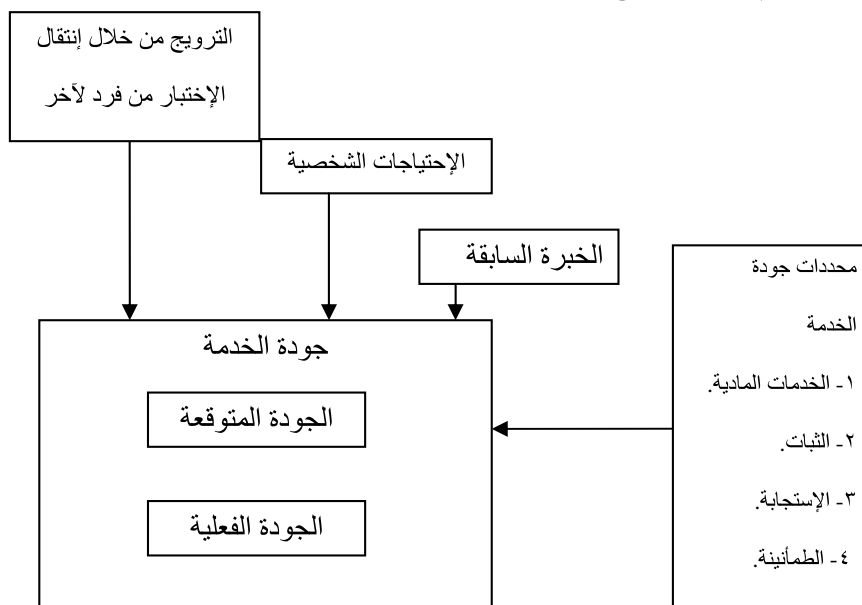 الترويج من خلال إنتقال
الإختبار من فرد لآخر
الإحتياجات الشخصية
الخبرة السابقة
محددات جودة
الخدمة
١- الخدمات المادية.
٢- الثبات.
٣- الإستجابة.
٤- الطمأنينة.
جودة الخدمة
الجودة المتوقعة
الجودة الفعلية